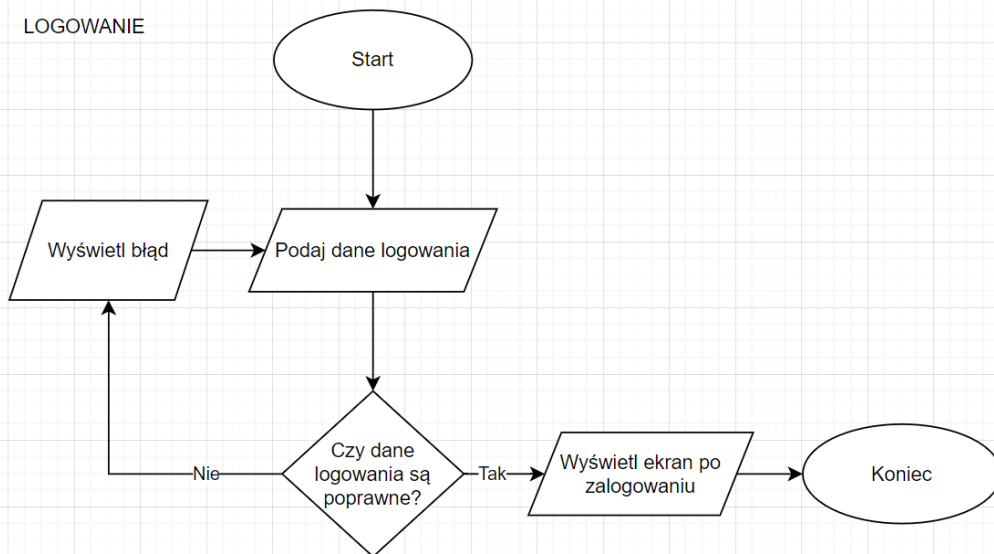 LOGOWANIE
Start
Wyświetl błąd
Podaj dane logowania
Czy dane
logowania są
poprawne?
Nie
Tak
Wyświetl ekran po
zalogowaniu
Koniec